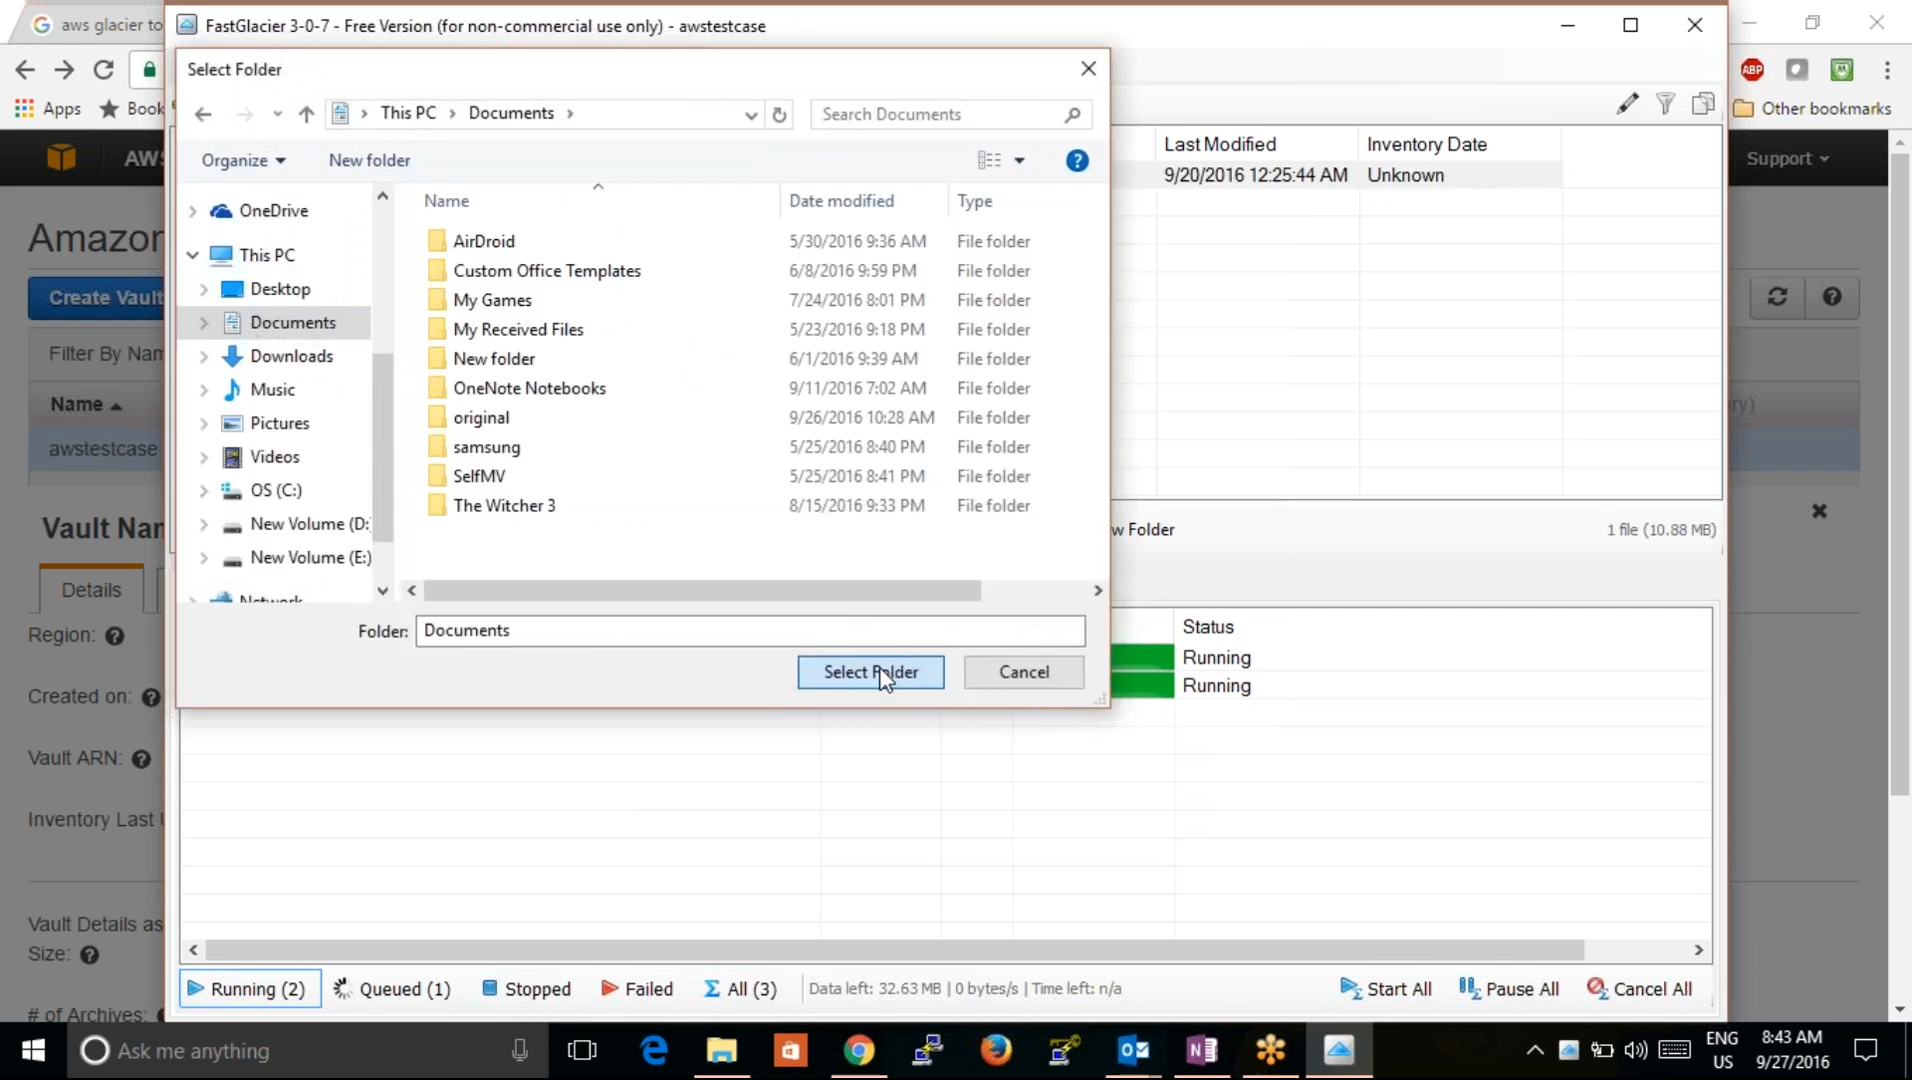 aws glacier to
FastGlacier 3-0-7 - Free Version (for non-commercial use only) - awstestcase
Select Folder
This PC > Documents >
Search Documents
Apps
Book
Other bookmarks
ABP
Organize
New folder
Last Modified
Inventory Date
9/20/2016 12:25:44 AM
Unknown
AWS
Support
Name
Date modified
Type
OneDrive
This PC
Desktop
Documents
Downloads
Music
Pictures
Videos
OS (C:)
New Volume (D:
New Volume (E:)
Network
AirDroid 5/30/2016 9:36 AM File folder
Custom Office Templates 6/8/2016 9:59 PM File folder
My Games 7/24/2016 8:01 PM File folder
My Received Files 5/23/2016 9:18 PM File folder
New folder 6/1/2016 9:39 AM File folder
OneNote Notebooks 9/11/2016 7:02 AM File folder
original 9/26/2016 10:28 AM File folder
samsung 5/25/2016 8:40 PM File folder
SelfMV 5/25/2016 8:41 PM File folder
The Witcher 3 8/15/2016 9:33 PM File folder
Folder: Documents
Select Folder
Cancel
Amazon
Create Vault
Filter By Nam
Name
awstestcase
ry)
Vault Nam
Details
Region:
Created on:
Vault ARN:
Inventory Last U
Vault Details as
Size:
# of Archives:
w Folder
1 file (10.88 MB)
Status
Running
Running
Running (2)
Queued (1)
Stopped
Failed
All (3)
Data left: 32.63 MB | 0 bytes/s | Time left: n/a
Start All
Pause All
Cancel All
Ask me anything
ENG
US
8:43 AM
9/27/2016